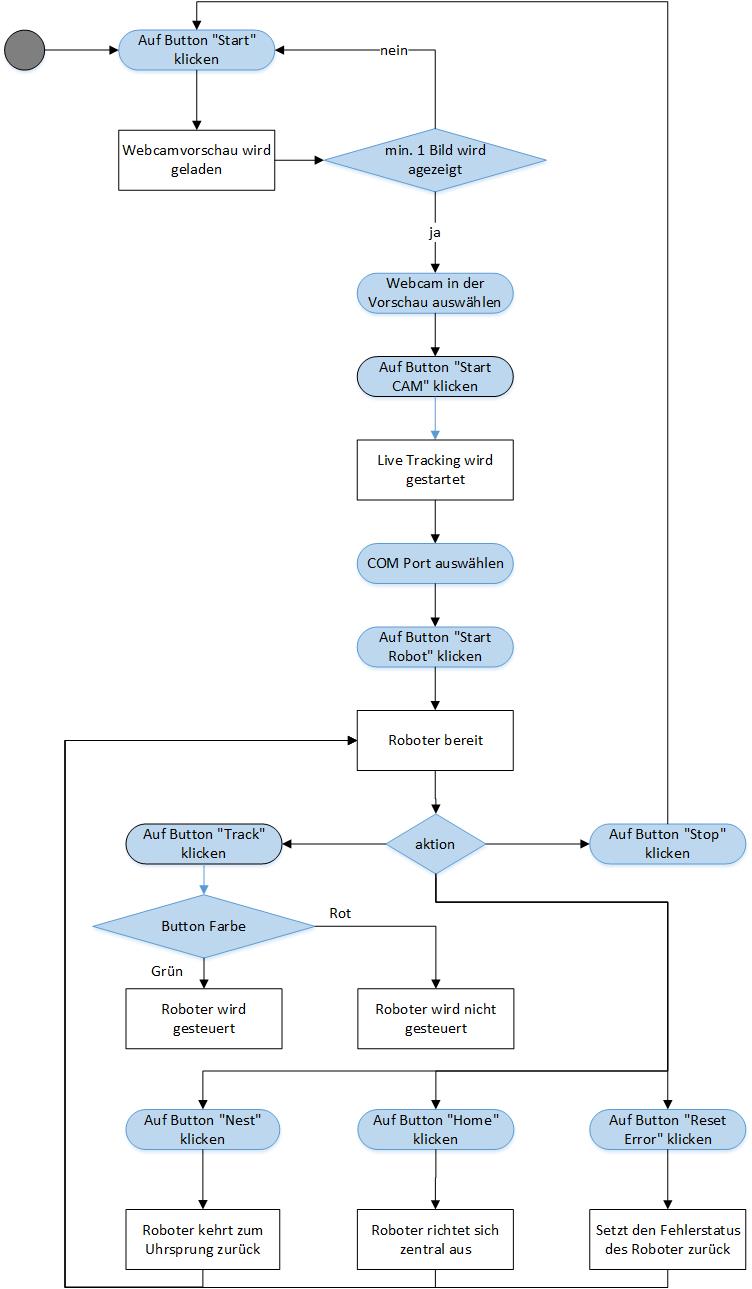 Auf Button "Start"
klicken
nein
Webcamvorschau wird
geladen
min. 1 Bild wird
agezeigt
ja
Webcam in der
Vorschau auswählen
Auf Button "Start
CAM" klicken
Live Tracking wird
gestartet
COM Port auswählen
Auf Button "Start
Robot" klicken
Roboter bereit
Auf Button "Track"
klicken
aktion
Auf Button "Stop"
klicken
Button Farbe
Rot
Grün
Roboter wird
gesteuert
Roboter wird nicht
gesteuert
Auf Button "Nest"
klicken
Auf Button "Home"
klicken
Auf Button "Reset
Error" klicken
Roboter kehrt zum
Uhrsprung zurück
Roboter richtet sich
zentral aus
Setzt den Fehlerstatus
des Roboter zurück